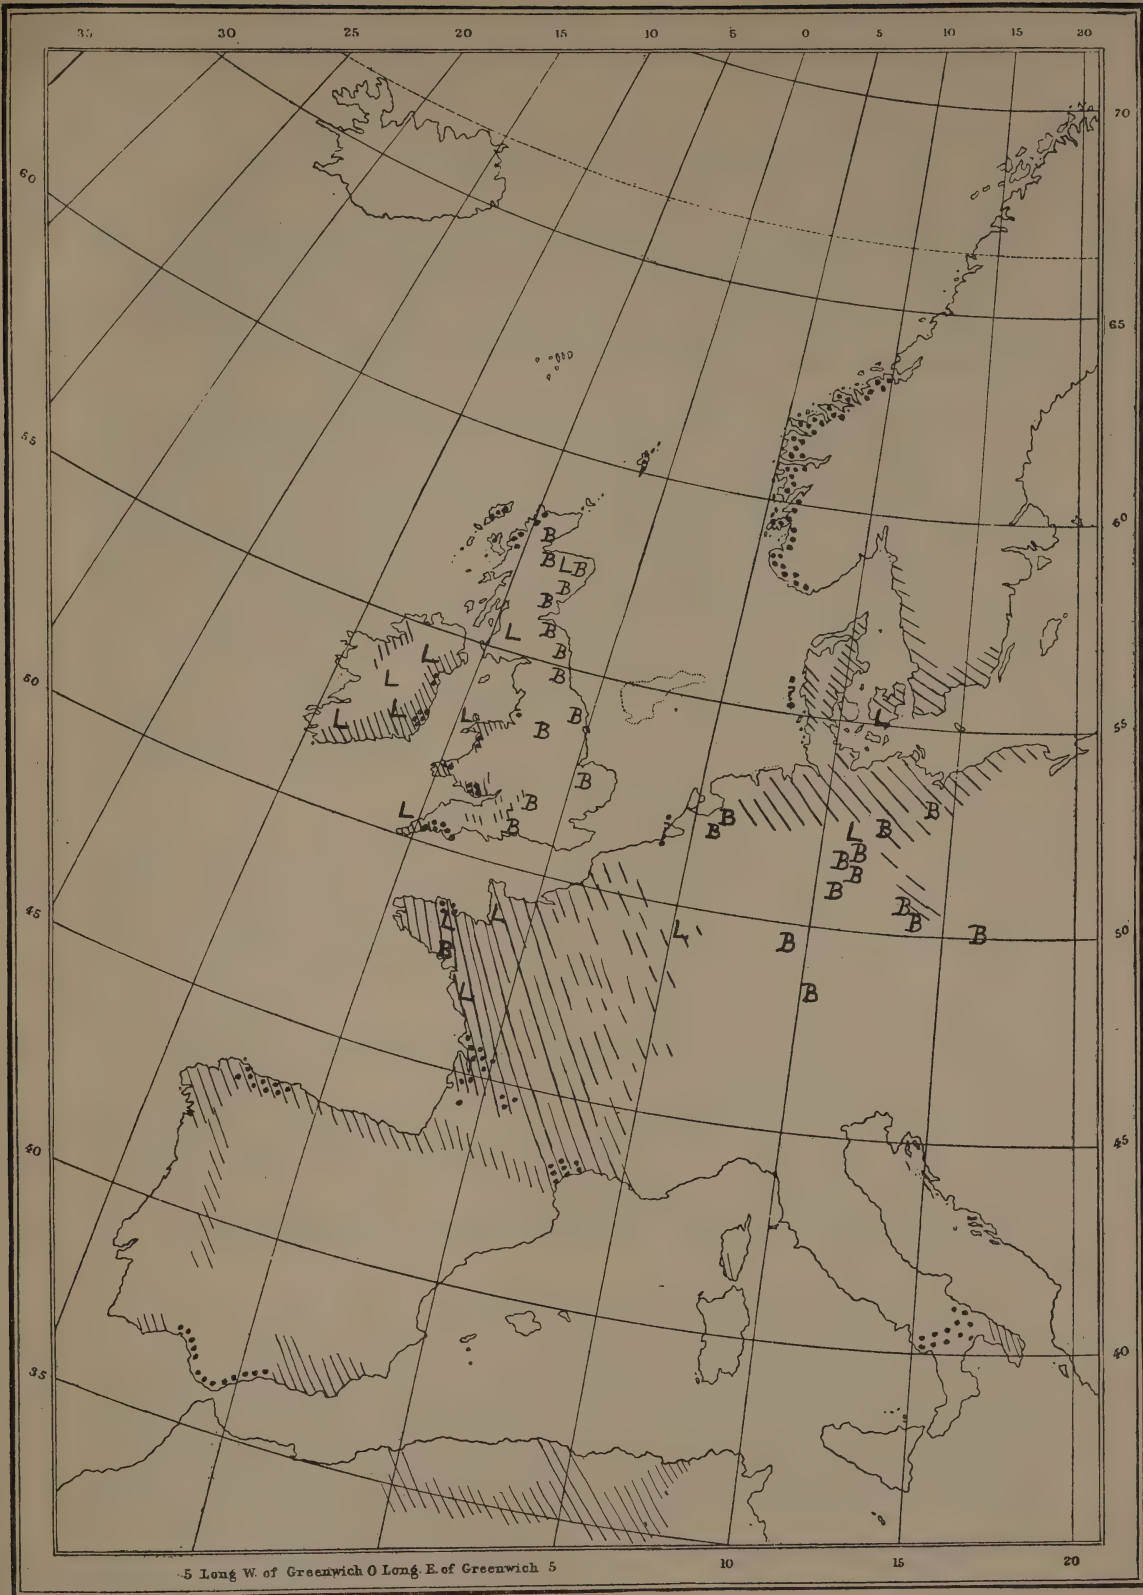 35 30 25 20 15 10 5 0 5 10 15 20
70
60
65
55
60
B
B L B
B
B
L B
L B
50 L B
L 55
L L L B L
B
B
L B B
B B B
L B
B B
B
B
45 L L B
L B B 50
B B
L B
45
40
40
35
5 Long W. of Greenwich 0 Long. E. of Greenwich 5 10 15 20